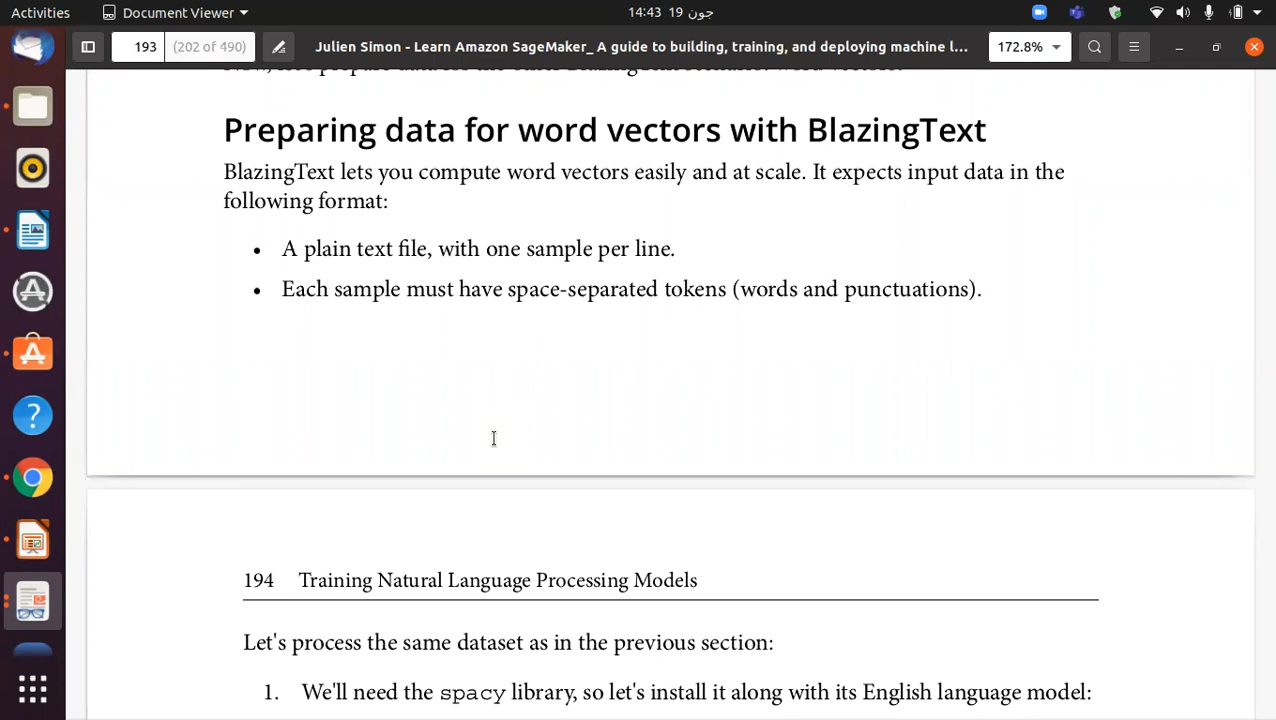 Activities Document Viewer 14:43 19 جون
193 (202 of 490) Julien Simon - Learn Amazon SageMaker_ A guide to building, training, and deploying machine l... 172.8%
Preparing data for word vectors with BlazingText
BlazingText lets you compute word vectors easily and at scale. It expects input data in the
following format:
• A plain text file, with one sample per line.
• Each sample must have space-separated tokens (words and punctuations).
194 Training Natural Language Processing Models
Let's process the same dataset as in the previous section:
1. We'll need the spacy library, so let's install it along with its English language model: